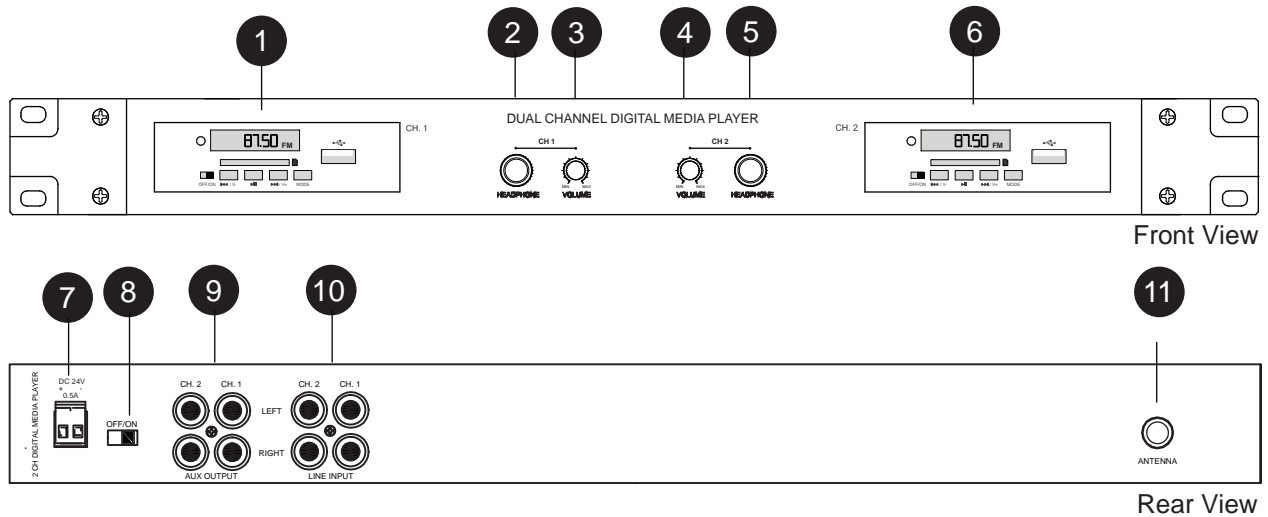 1 2 3 4 5 6
DUAL CHANNEL DIGITAL MEDIA PLAYER
CH. 1
CH. 2
CH 1
CH 2
87.50 FM
OFF/ON / V- / V+ MODE
HEADPHONE
MIN MAX
VOLUME
MIN MAX
VOLUME
HEADPHONE
87.50 FM
OFF/ON / V- / V+ MODE
Front View
7 8 9 10 11
2 CH DIGITAL MEDIA PLAYER
DC 24V
+ -
0.5A
OFF/ON
CH. 2 CH. 1
CH. 2 CH. 1
LEFT
RIGHT
AUX OUTPUT
LINE INPUT
ANTENNA
Rear View